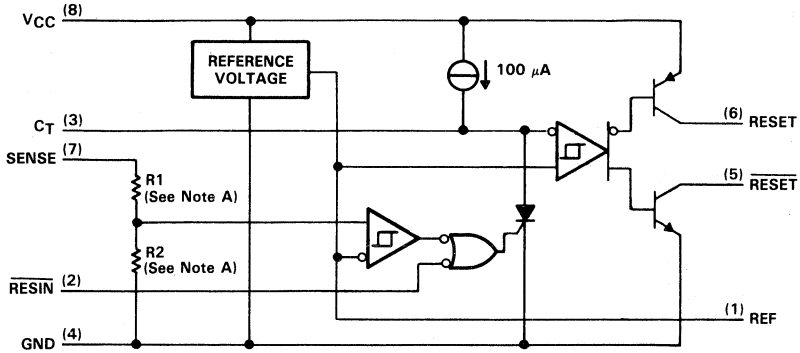 VCC (8)
REFERENCE
VOLTAGE
100 μA
CT (3)
(6) RESET
SENSE (7)
(5) RESET
R1
(See Note A)
R2
(See Note A)
RESIN (2)
(1) REF
GND (4)